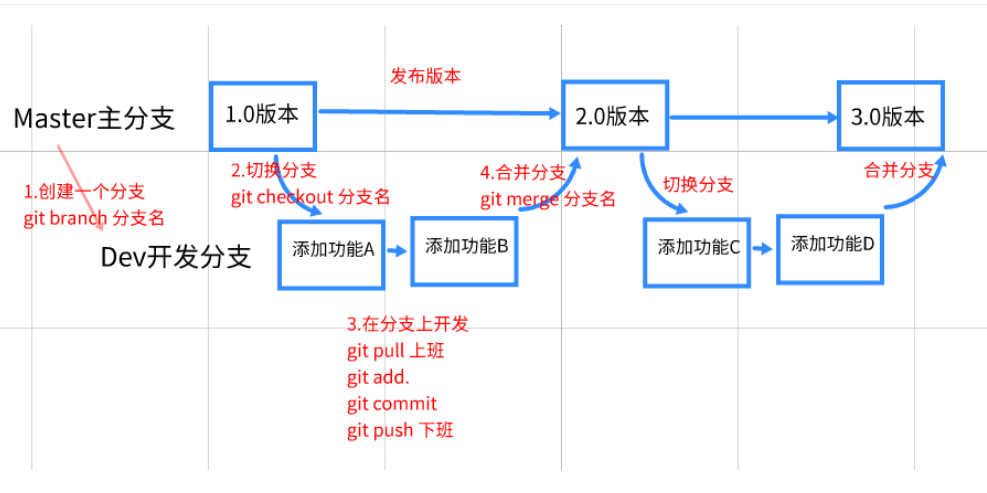 发布版本
Master主分支
1.0版本
2.0版本
3.0版本
1.创建一个分支
git branch 分支名
2.切换分支
git checkout 分支名
4.合并分支
git merge 分支名
切换分支
合并分支
Dev开发分支
添加功能A
添加功能B
添加功能C
添加功能D
3.在分支上开发
git pull 上班
git add.
git commit
git push 下班